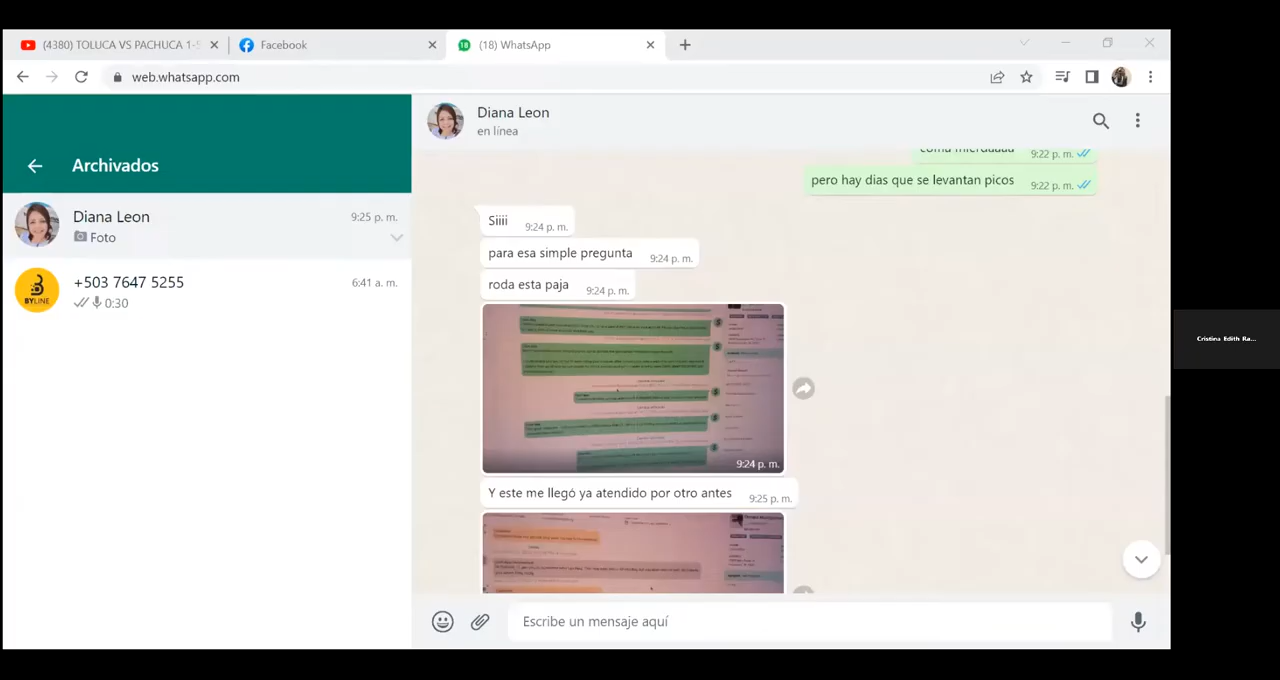 (4380) TOLUCA VS PACHUCA 1-5
Facebook
(18) WhatsApp
web.whatsapp.com
Archivados
Diana Leon
9:25 p. m.
Foto
BYLINE
+503 7647 5255
6:41 a. m.
0:30
Diana Leon
en línea
9:22 p. m.
pero hay dias que se levantan picos
9:22 p. m.
Siiii
9:24 p. m.
para esa simple pregunta
9:24 p. m.
roda esta paja
9:24 p. m.
9:24 p. m.
Y este me llegó ya atendido por otro antes
9:25 p. m.
Escribe un mensaje aquí
Cristina Edith Ra...